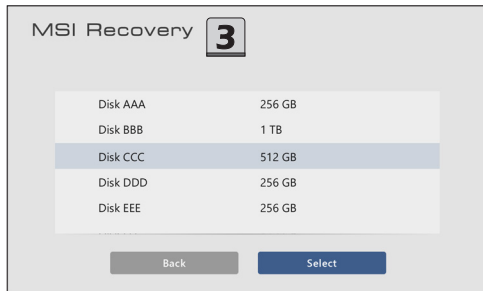 MSI Recovery 3
Disk AAA 256 GB
Disk BBB 1 TB
Disk CCC 512 GB
Disk DDD 256 GB
Disk EEE 256 GB
Back Select